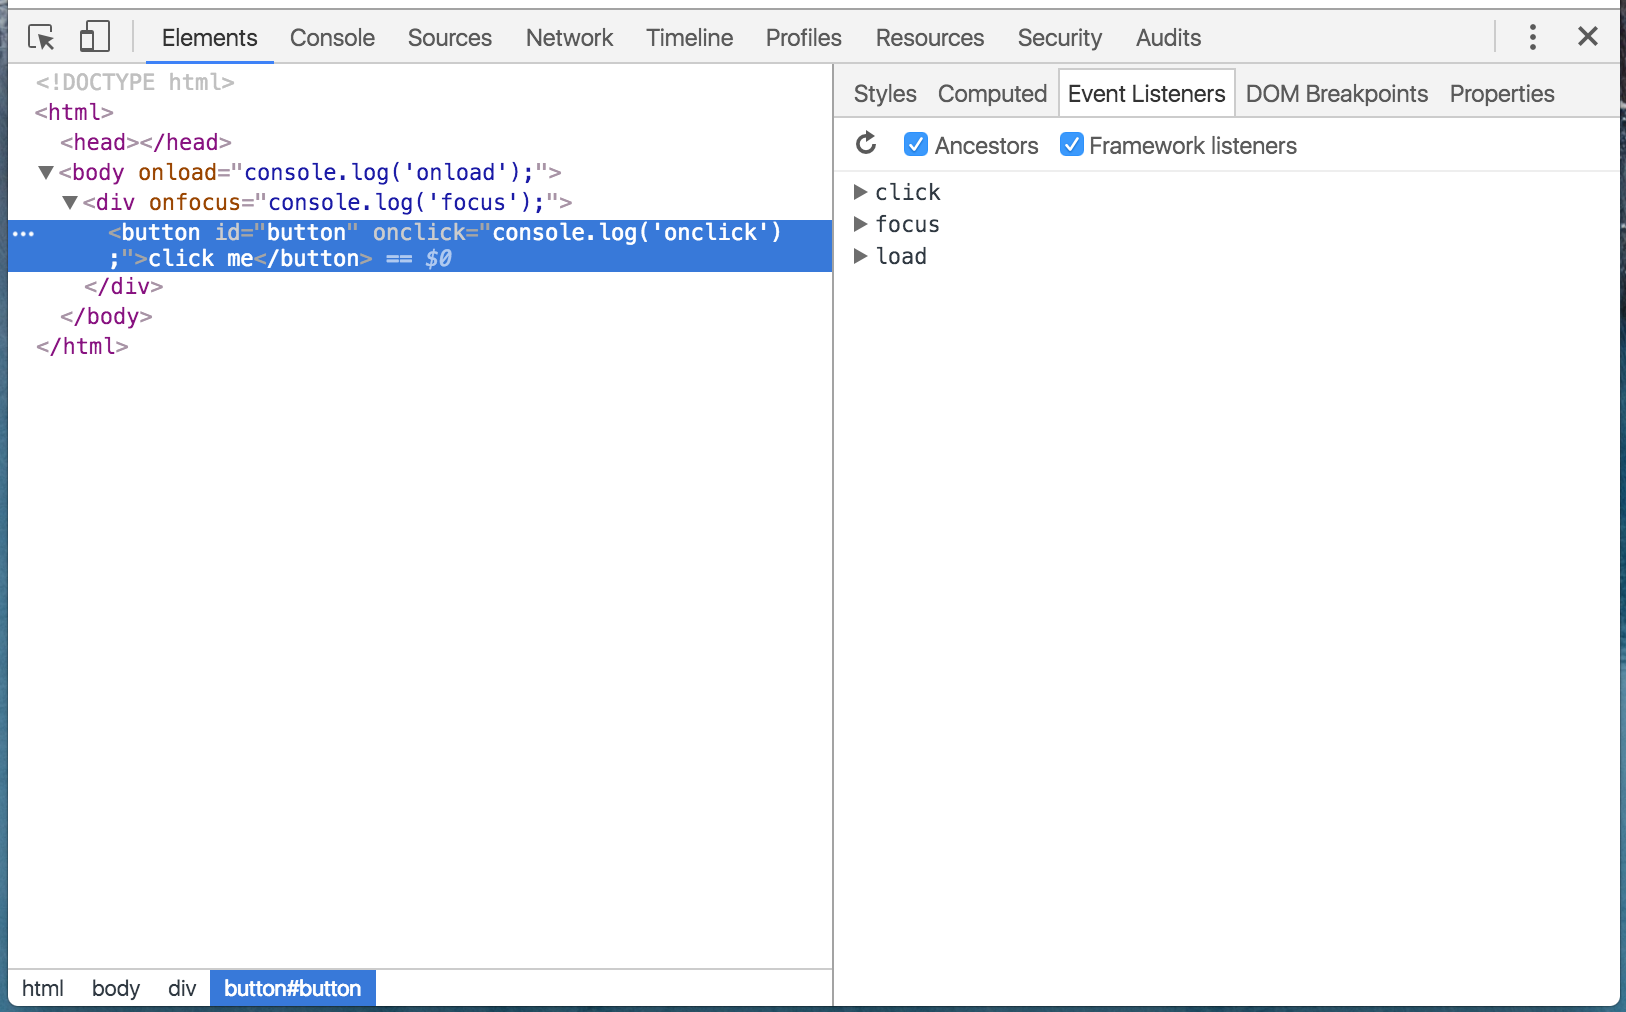 Elements Console Sources Network Timeline Profiles Resources Security Audits
<!DOCTYPE html>
<html>
<head></head>
<body onload="console.log('onload');">
<div onfocus="console.log('focus');">
<button id="button" onclick="console.log('onclick')
;">click me</button> == $0
</div>
</body>
</html>
html body div button#button
Styles Computed Event Listeners DOM Breakpoints Properties
Ancestors Framework listeners
click
focus
load